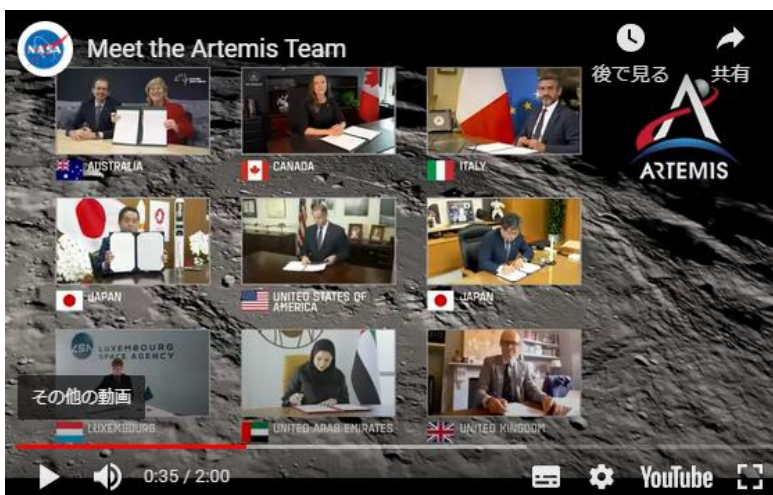 NASA
Meet the Artemis Team
後で見る
共有
ARTEMIS
AUSTRALIA
CANADA
ITALY
JAPAN
UNITED STATES OF
AMERICA
JAPAN
LUXEMBOURG
SPACE AGENCY
その他の動画
LUXEMBOURG
UNITED ARAB EMIRATES
UNITED KINGDOM
0:35 / 2:00
YouTube